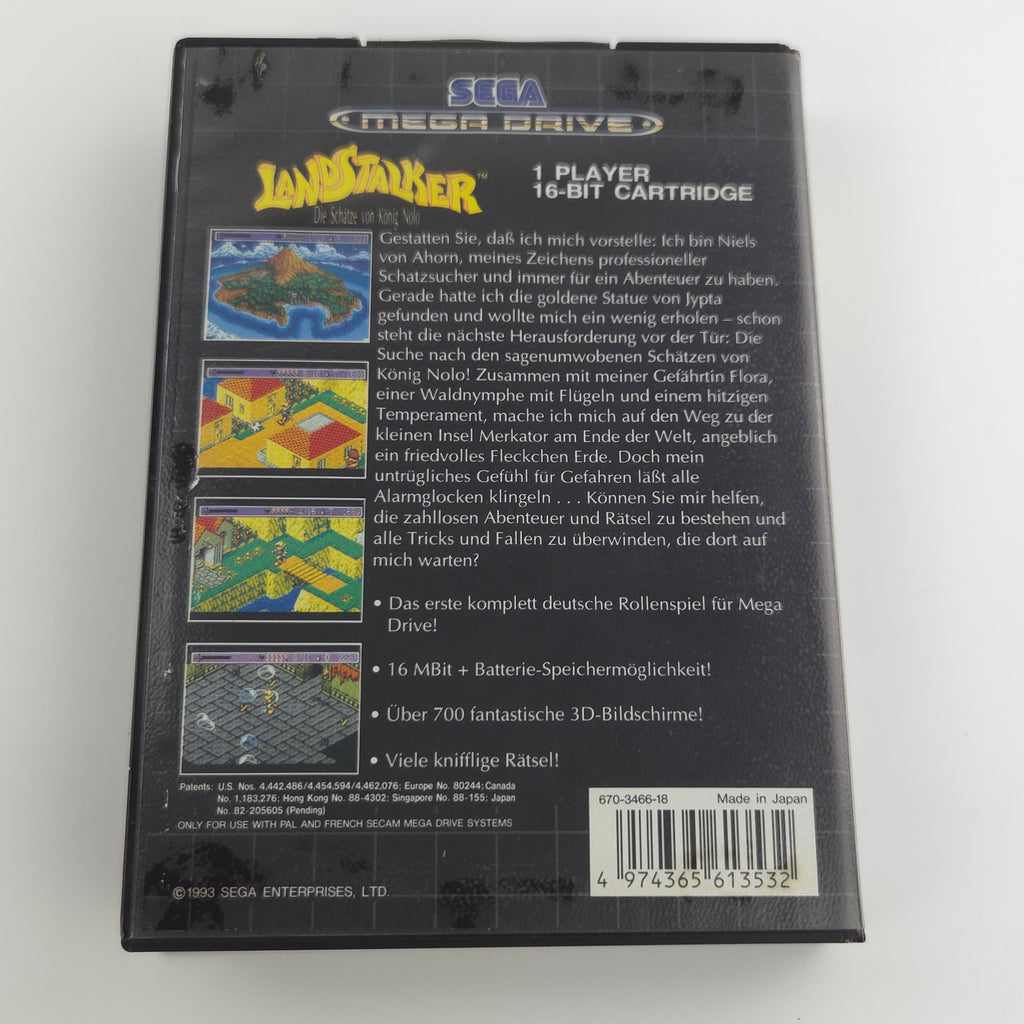 SEGA
MEGA DRIVE
LANDSTALKER™
Die Schätze von König Nolo
1 PLAYER
16-BIT CARTRIDGE
Gestatten Sie, daß ich mich vorstelle: Ich bin Niels
von Ahorn, meines Zeichens professioneller
Schatzsucher und immer für ein Abenteuer zu haben.
Gerade hatte ich die goldene Statue von Jypta
gefunden und wollte mich ein wenig erholen – schon
steht die nächste Herausforderung vor der Tür: Die
Suche nach den sagenumwobenen Schätzen von
König Nolo! Zusammen mit meiner Gefährtin Flora,
einer Waldnymphe mit Flügeln und einem hitzigen
Temperament, mache ich mich auf den Weg zu der
kleinen Insel Merkator am Ende der Welt, angeblich
ein friedvolles Fleckchen Erde. Doch mein
untrügliches Gefühl für Gefahren läßt alle
Alarmglocken klingeln . . . Können Sie mir helfen,
die zahllosen Abenteuer und Rätsel zu bestehen und
alle Tricks und Fallen zu überwinden, die dort auf
mich warten?
• Das erste komplett deutsche Rollenspiel für Mega
Drive!
• 16 MBit + Batterie-Speichermöglichkeit!
• Über 700 fantastische 3D-Bildschirme!
• Viele knifflige Rätsel!
Patents: U.S. Nos. 4,442,486/4,454,594/4,462,076; Europe No. 80244; Canada
No. 1,183,276; Hong Kong No. 88-4302; Singapore No. 88-155; Japan
No. 82-205605 (Pending)
ONLY FOR USE WITH PAL AND FRENCH SECAM MEGA DRIVE SYSTEMS
©1993 SEGA ENTERPRISES, LTD.
670-3466-18 Made in Japan
4 974365 613532